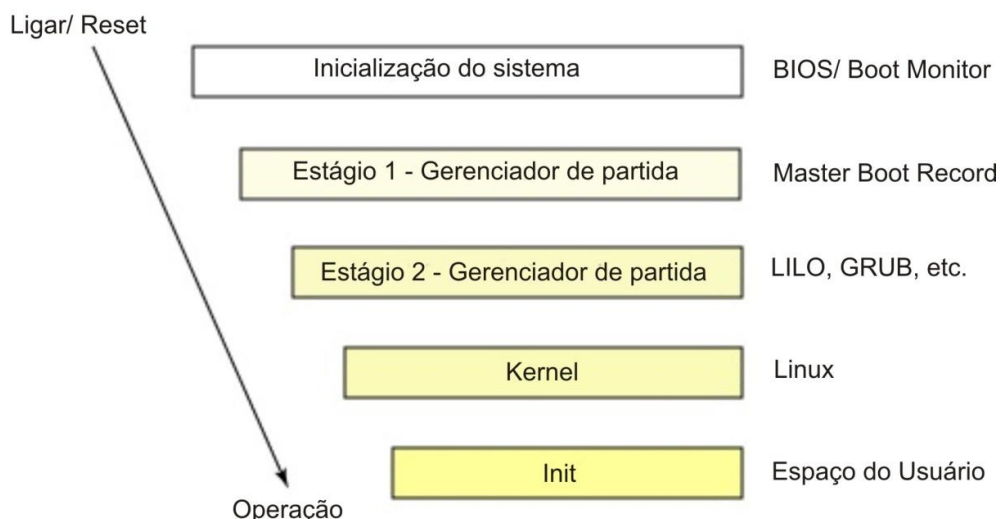 Ligar/ Reset
Inicialização do sistema
BIOS/ Boot Monitor
Estágio 1 - Gerenciador de partida
Master Boot Record
Estágio 2 - Gerenciador de partida
LILO, GRUB, etc.
Kernel
Linux
Init
Espaço do Usuário
Operação